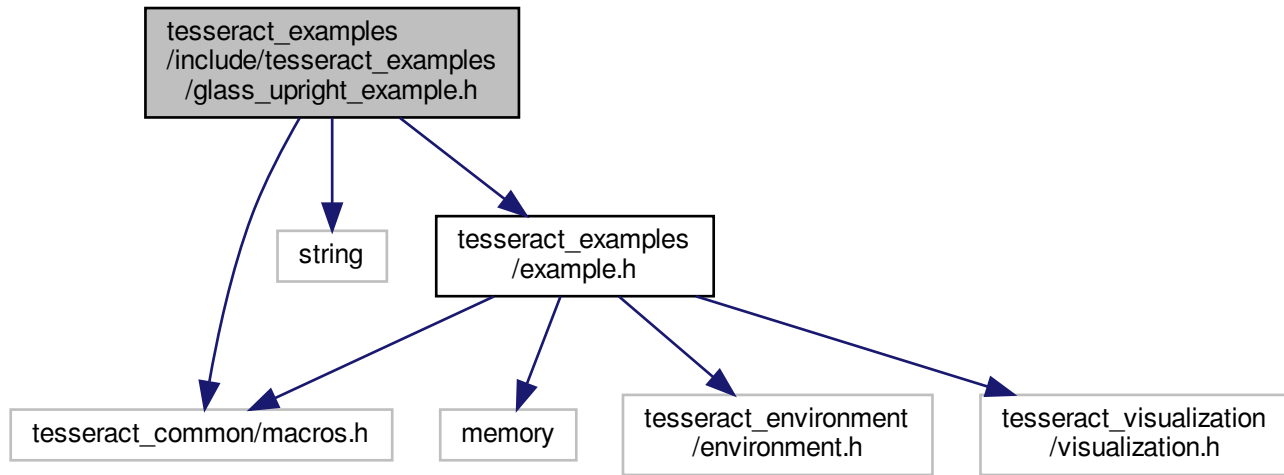 tesseract_examples
/include/tesseract_examples
/glass_upright_example.h
string
tesseract_examples
/example.h
tesseract_common/macros.h
memory
tesseract_environment
/environment.h
tesseract_visualization
/visualization.h